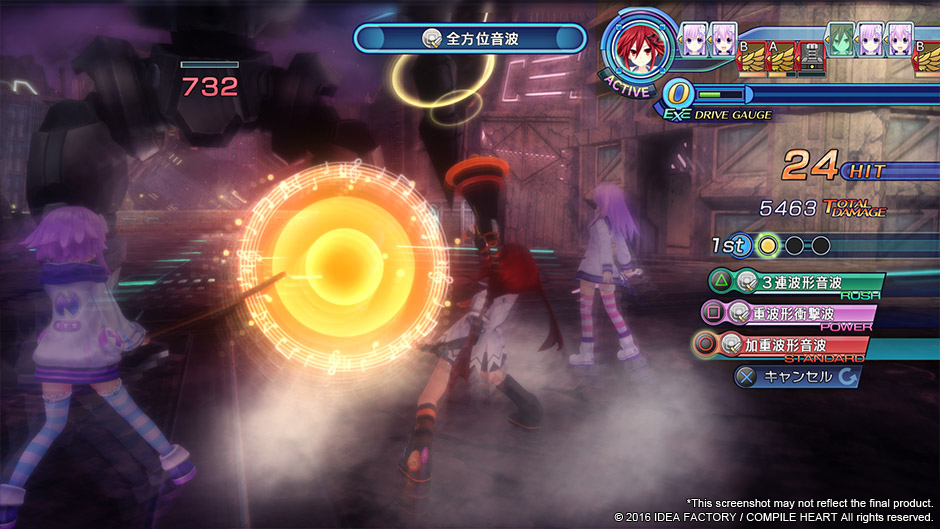 全方位音波
732
ACTIVE
B
A
B
0
EXE DRIVE GAUGE
24 HIT
5463 TOTAL DAMAGE
1st
3連波形音波
RUSH
重波形衝撃波
POWER
加重波形音波
STANDARD
キャンセル
*This screenshot may not reflect the final product.
© 2016 IDEA FACTORY / COMPILE HEART All rights reserved.